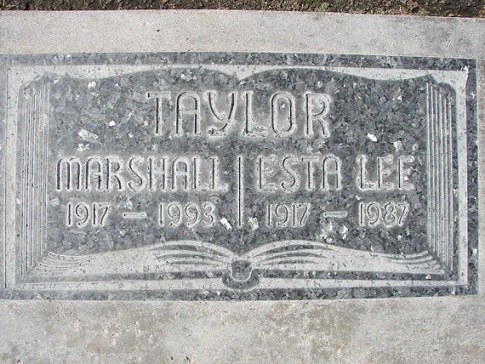 TAYLOR
MARSHALL | ESTA LEE
1917 – 1993 | 1917 – 1987